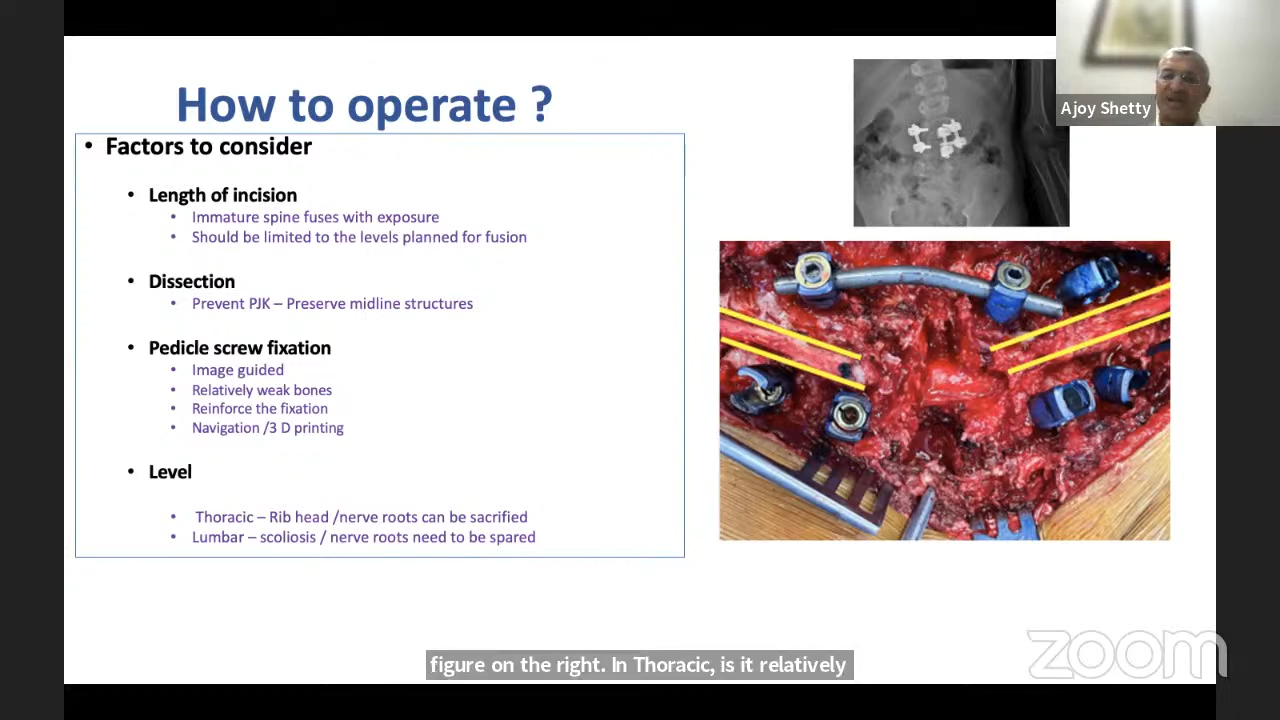 How to operate ?
Ajoy Shetty
• Factors to consider
• Length of incision
• Immature spine fuses with exposure
• Should be limited to the levels planned for fusion
• Dissection
• Prevent PJK – Preserve midline structures
• Pedicle screw fixation
• Image guided
• Relatively weak bones
• Reinforce the fixation
• Navigation /3 D printing
• Level
• Thoracic – Rib head /nerve roots can be sacrified
• Lumbar – scoliosis / nerve roots need to be spared
figure on the right. In Thoracic, is it relatively
zoom